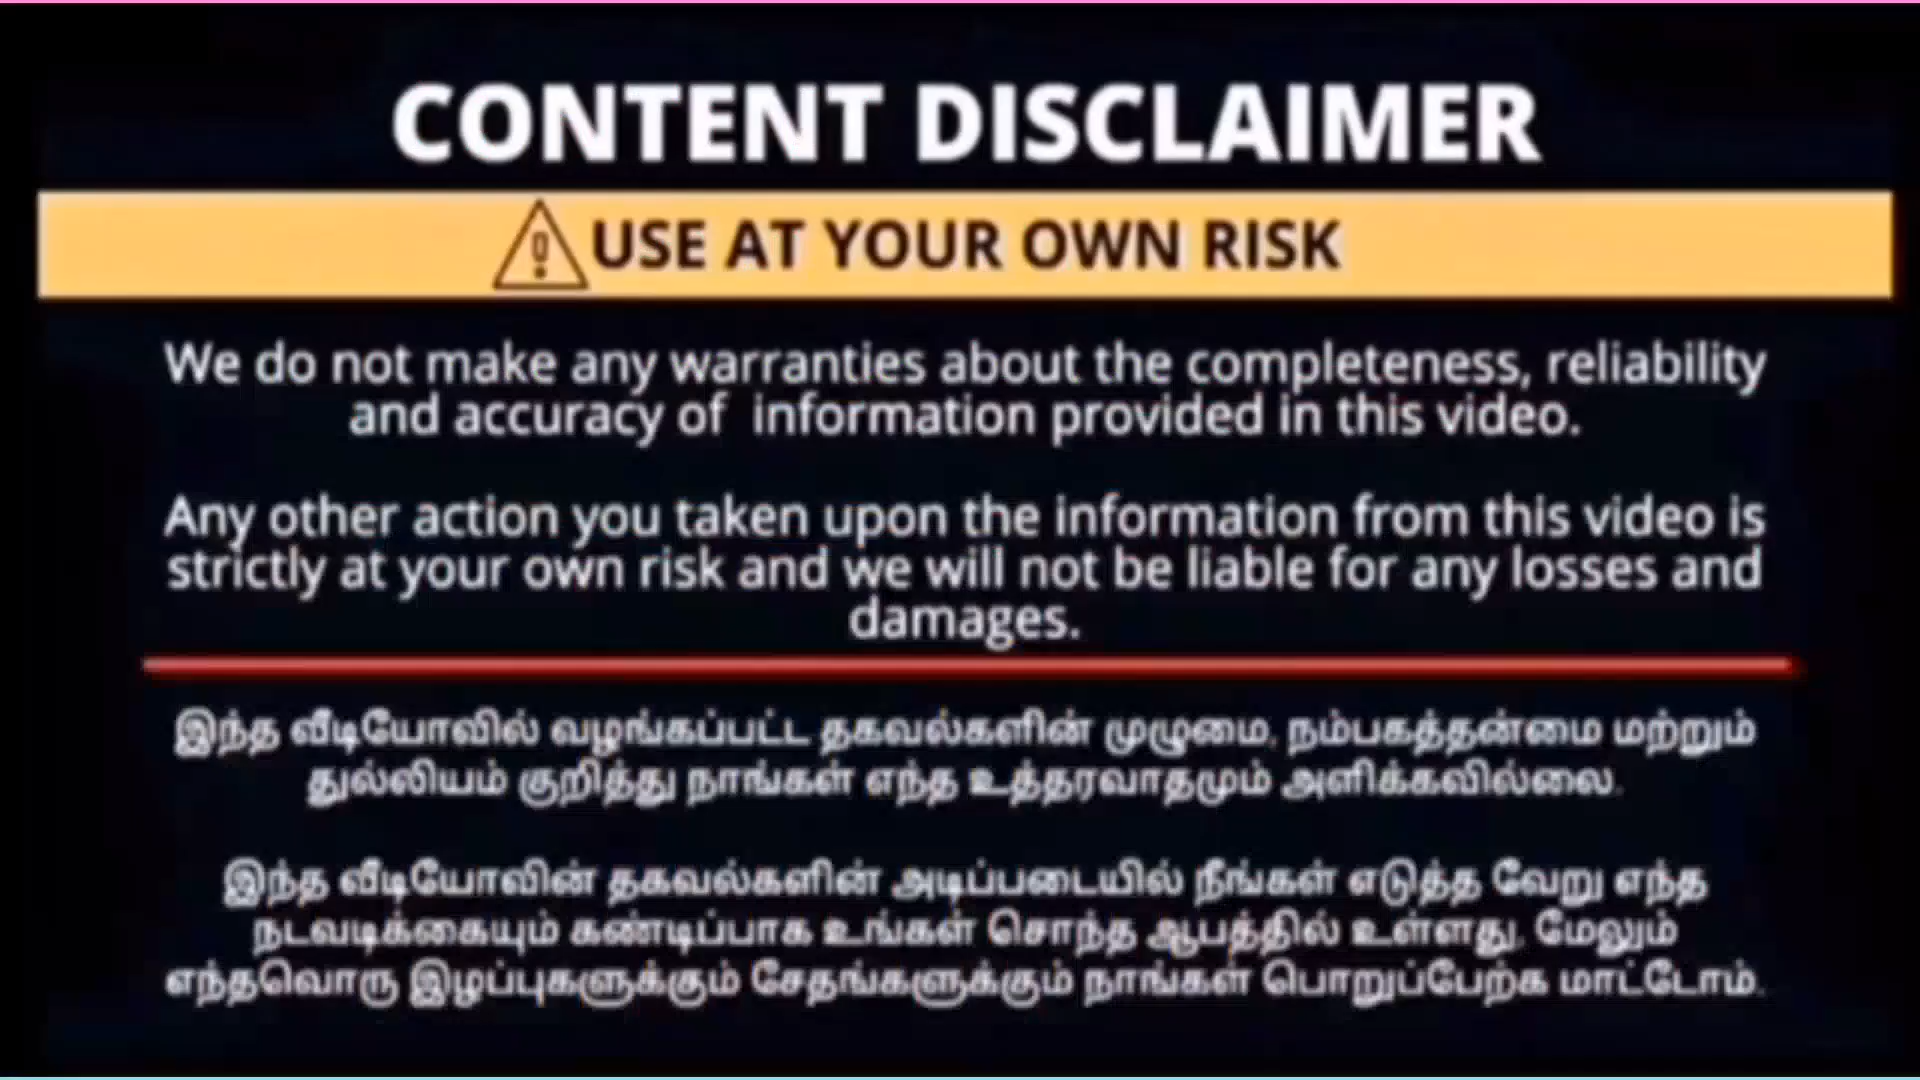 CONTENT DISCLAIMER
USE AT YOUR OWN RISK
We do not make any warranties about the completeness, reliability
and accuracy of information provided in this video.
Any other action you taken upon the information from this video is
strictly at your own risk and we will not be liable for any losses and
damages.
இந்த வீடியோவில் வழங்கப்பட்ட தகவல்களின் முழுமை, நம்பகத்தன்மை மற்றும்
துல்லியம் குறித்து நாங்கள் எந்த உத்தரவாதமும் அளிக்கவில்லை.
இந்த வீடியோவின் தகவல்களின் அடிப்படையில் நீங்கள் எடுத்த வேறு எந்த
நடவடிக்கையும் கண்டிப்பாக உங்கள் சொந்த ஆபத்தில் உள்ளது, மேலும்
எந்தவொரு இழப்புகளுக்கும் சேதங்களுக்கும் நாங்கள் பொறுப்பேற்க மாட்டோம்.